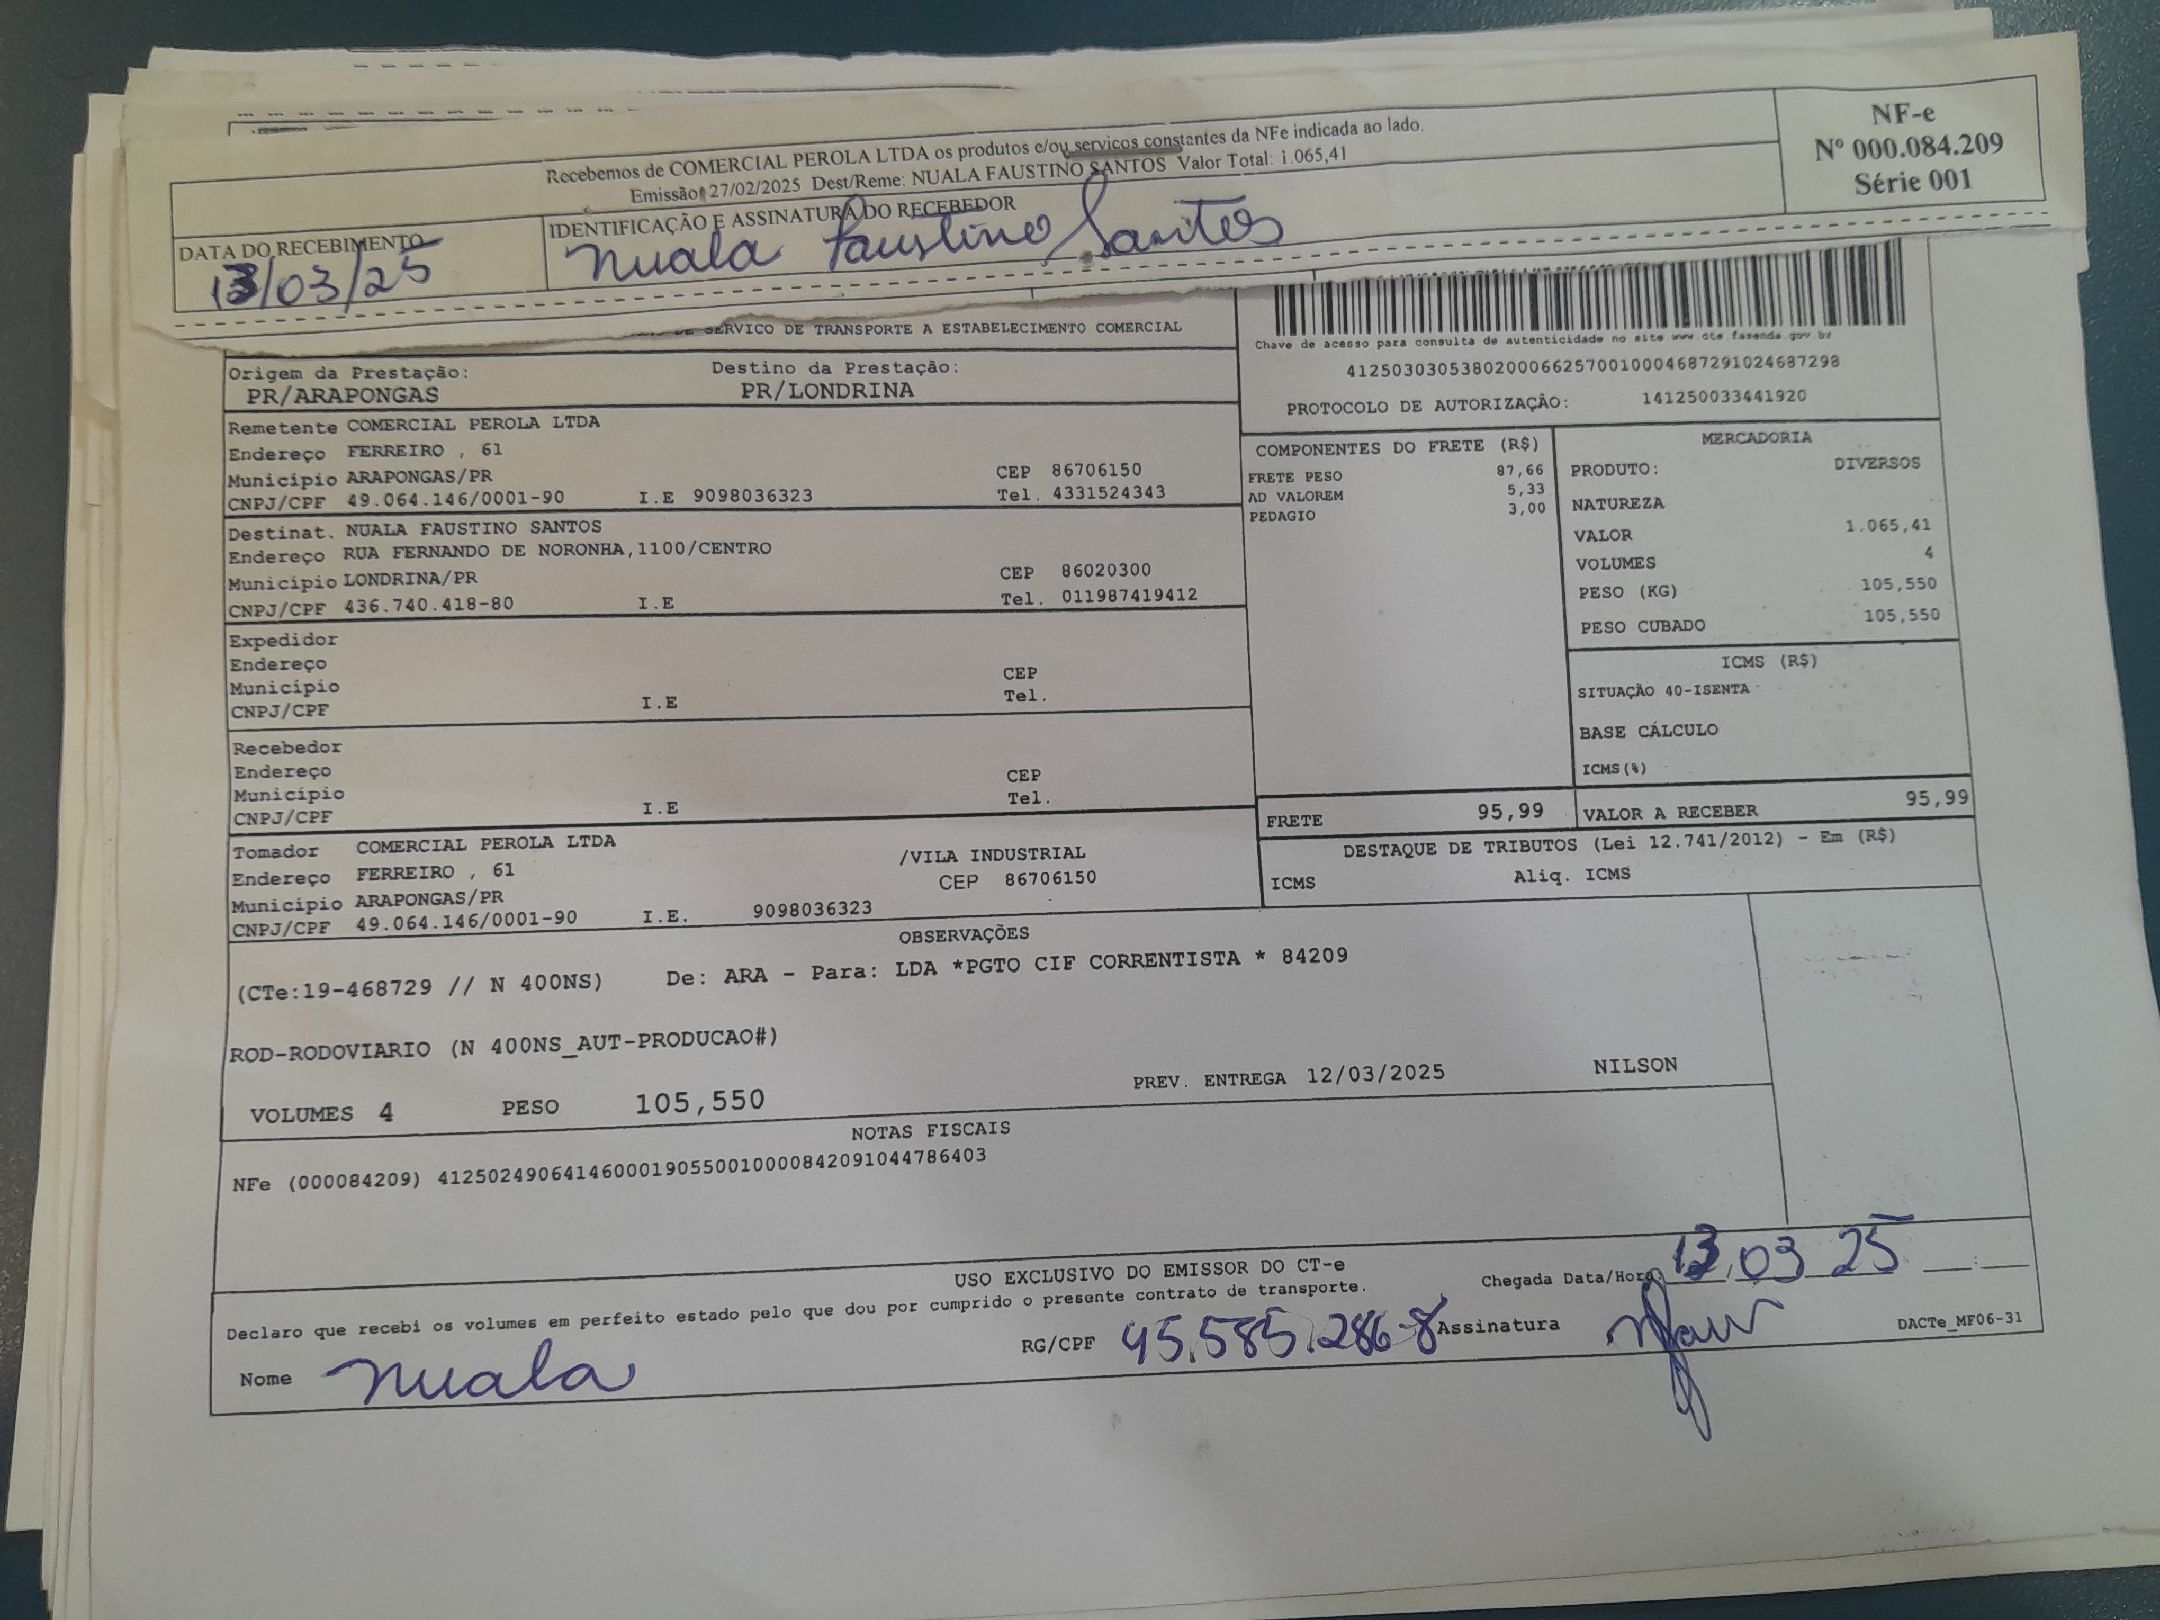 Recebemos de COMERCIAL PEROLA LTDA os produtos e/ou serviços constantes da NFe indicada ao lado.
Emissão: 27/02/2025 Dest/Reme: NUALA FAUSTINO SANTOS Valor Total: 1.065,41
NF-e
Nº 000.084.209
Série 001
DATA DO RECEBIMENTO
13/03/25
IDENTIFICAÇÃO E ASSINATURA DO RECEBEDOR
Nuala Faustino Santos
SERVICO DE TRANSPORTE A ESTABELECIMENTO COMERCIAL
Chave de acesso para consulta de autenticidade no site www.cte.fazenda.gov.br
41250303053802000662570010004687291024687298
PROTOCOLO DE AUTORIZAÇÃO: 141250033441920
Origem da Prestação: Destino da Prestação:
PR/ARAPONGAS PR/LONDRINA
Remetente COMERCIAL PEROLA LTDA
Endereço FERREIRO , 61
Município ARAPONGAS/PR CEP 86706150
CNPJ/CPF 49.064.146/0001-90 I.E 9098036323 Tel. 4331524343
Destinat. NUALA FAUSTINO SANTOS
Endereço RUA FERNANDO DE NORONHA,1100/CENTRO
Município LONDRINA/PR CEP 86020300
CNPJ/CPF 436.740.418-80 I.E Tel. 011987419412
Expedidor
Endereço
Município CEP
CNPJ/CPF I.E Tel.
Recebedor
Endereço
Município CEP
CNPJ/CPF I.E Tel.
Tomador COMERCIAL PEROLA LTDA
Endereço FERREIRO , 61 /VILA INDUSTRIAL
Município ARAPONGAS/PR CEP 86706150
CNPJ/CPF 49.064.146/0001-90 I.E. 9098036323
COMPONENTES DO FRETE (R$)
FRETE PESO 87,66
AD VALOREM 5,33
PEDAGIO 3,00
MERCADORIA
PRODUTO: DIVERSOS
NATUREZA
VALOR 1.065,41
VOLUMES 4
PESO (KG) 105,550
PESO CUBADO 105,550
ICMS (R$)
SITUAÇÃO 40-ISENTA
BASE CÁLCULO
ICMS(%)
FRETE 95,99 VALOR A RECEBER 95,99
DESTAQUE DE TRIBUTOS (Lei 12.741/2012) - Em (R$)
ICMS Aliq. ICMS
OBSERVAÇÕES
(CTe:19-468729 // N 400NS) De: ARA - Para: LDA *PGTO CIF CORRENTISTA * 84209
ROD-RODOVIARIO (N 400NS_AUT-PRODUCAO#)
VOLUMES 4 PESO 105,550 PREV. ENTREGA 12/03/2025 NILSON
NOTAS FISCAIS
NFe (000084209) 41250249064146000190550010000842091044786403
USO EXCLUSIVO DO EMISSOR DO CT-e
Declaro que recebi os volumes em perfeito estado pelo que dou por cumprido o presente contrato de transporte.
Chegada Data/Hora: 13.03 25 __:__
Nome Nuala RG/CPF 45.585.286-8 Assinatura
DACTe_MF06-31